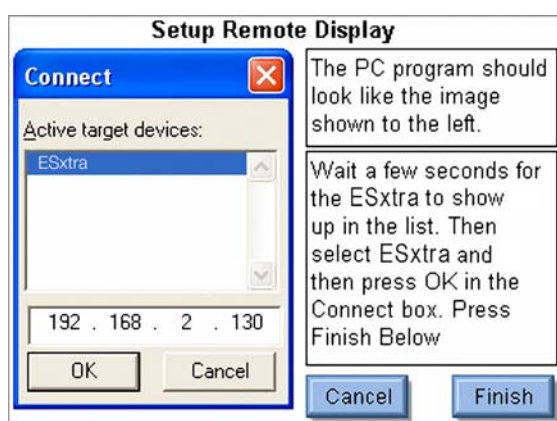 Setup Remote Display
Connect
Active target devices:
ESxtra
192 . 168 . 2 . 130
OK
Cancel
The PC program should
look like the image
shown to the left.
Wait a few seconds for
the ESxtra to show
up in the list. Then
select ESxtra and
then press OK in the
Connect box. Press
Finish Below
Cancel
Finish